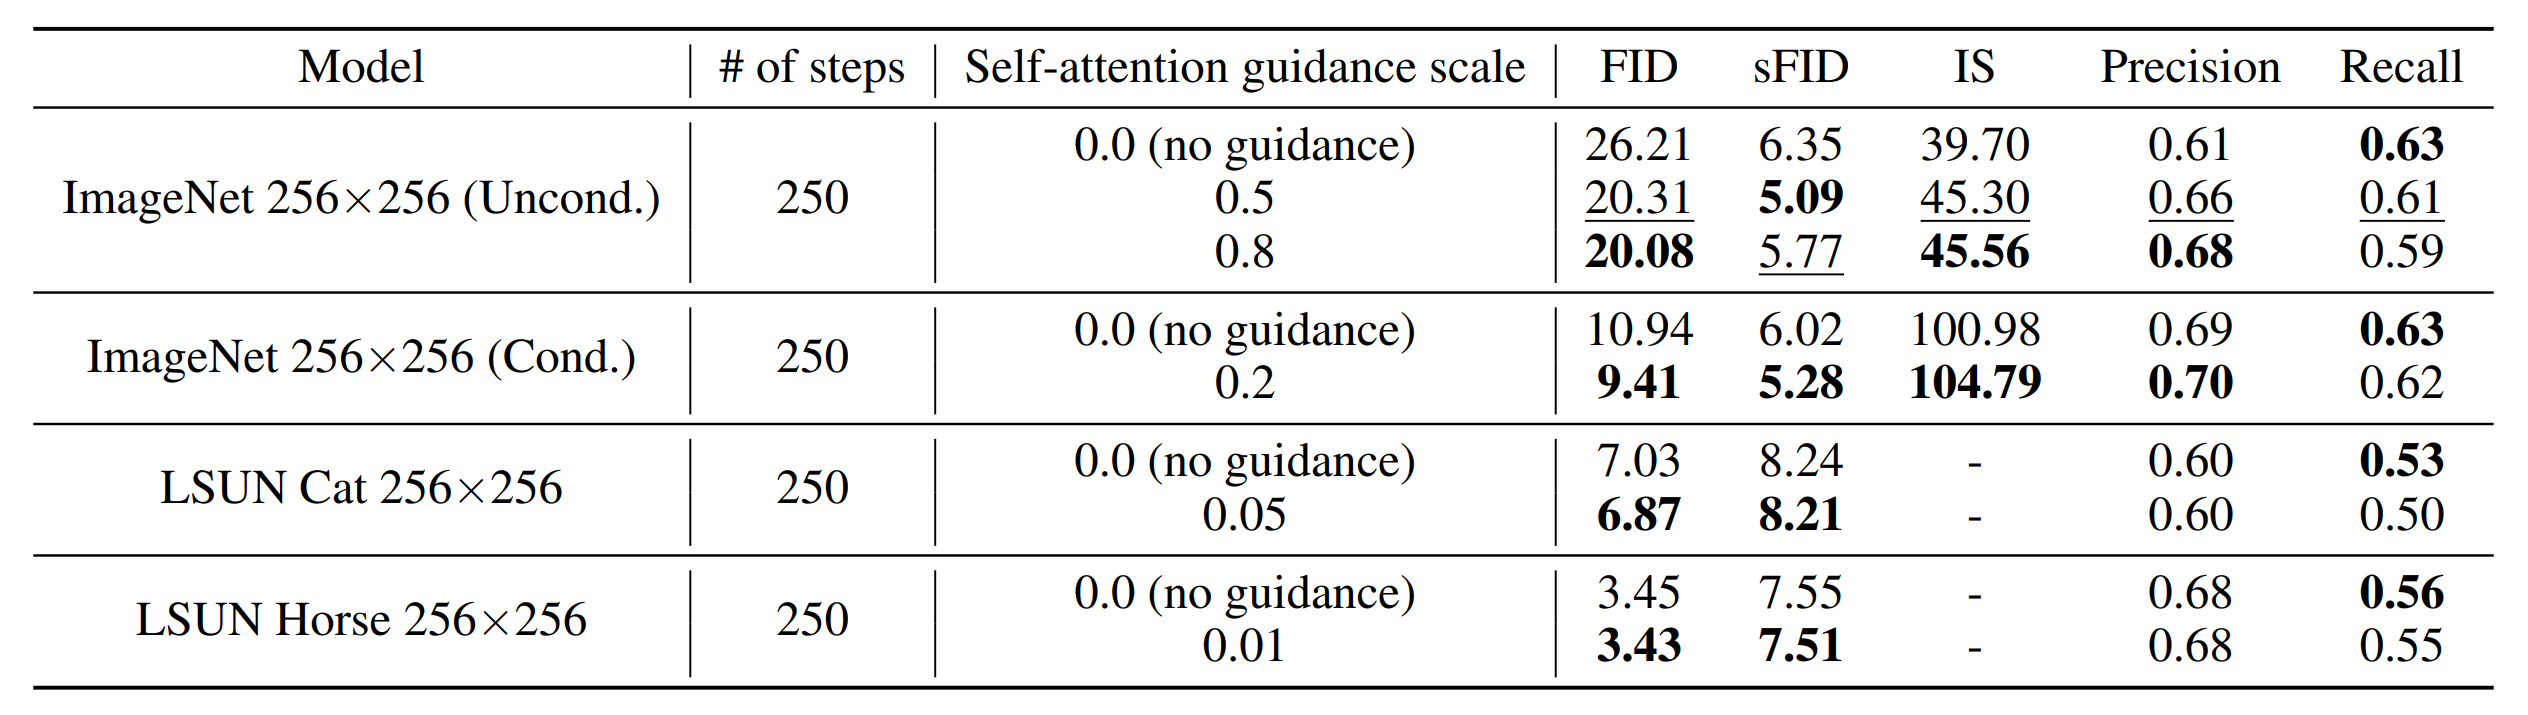 Model # of steps Self-attention guidance scale FID sFID IS Precision Recall
0.0 (no guidance) 26.21 6.35 39.70 0.61 0.63
ImageNet 256×256 (Uncond.) 250 0.5 20.31 5.09 45.30 0.66 0.61
0.8 20.08 5.77 45.56 0.68 0.59
0.0 (no guidance) 10.94 6.02 100.98 0.69 0.63
ImageNet 256×256 (Cond.) 250
0.2 9.41 5.28 104.79 0.70 0.62
0.0 (no guidance) 7.03 8.24 - 0.60 0.53
LSUN Cat 256×256 250
0.05 6.87 8.21 - 0.60 0.50
0.0 (no guidance) 3.45 7.55 - 0.68 0.56
LSUN Horse 256×256 250
0.01 3.43 7.51 - 0.68 0.55